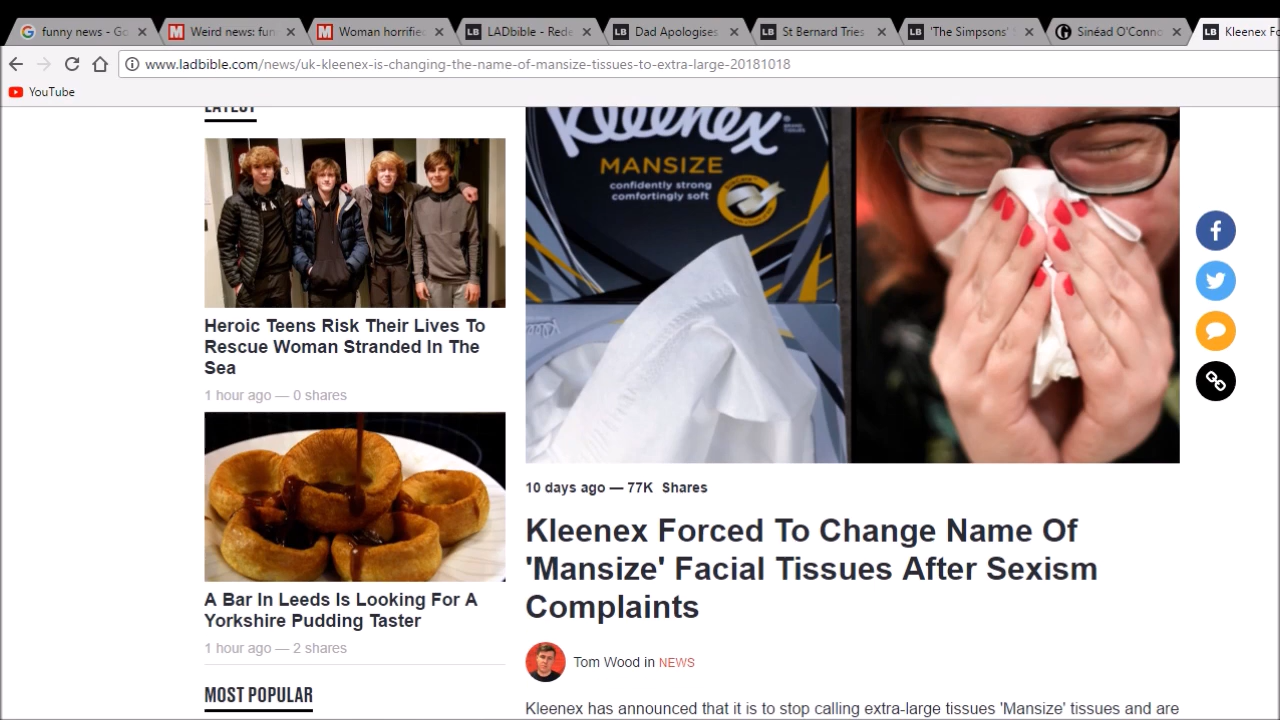 funny news - Go
Weird news: fun
Woman horrifie
LADbible - Rede
Dad Apologises
St Bernard Tries
'The Simpsons'
Sinéad O'Conn
Kleenex Fo
www.ladbible.com/news/uk-kleenex-is-changing-the-name-of-mansize-tissues-to-extra-large-20181018
YouTube
LATEST
Heroic Teens Risk Their Lives To
Rescue Woman Stranded In The
Sea
1 hour ago — 0 shares
A Bar In Leeds Is Looking For A
Yorkshire Pudding Taster
1 hour ago — 2 shares
MOST POPULAR
Kleenex
MANSIZE
confidently strong
comfortingly soft
10 days ago — 77K Shares
Kleenex Forced To Change Name Of
'Mansize' Facial Tissues After Sexism
Complaints
Tom Wood in NEWS
Kleenex has announced that it is to stop calling extra-large tissues 'Mansize' tissues and are